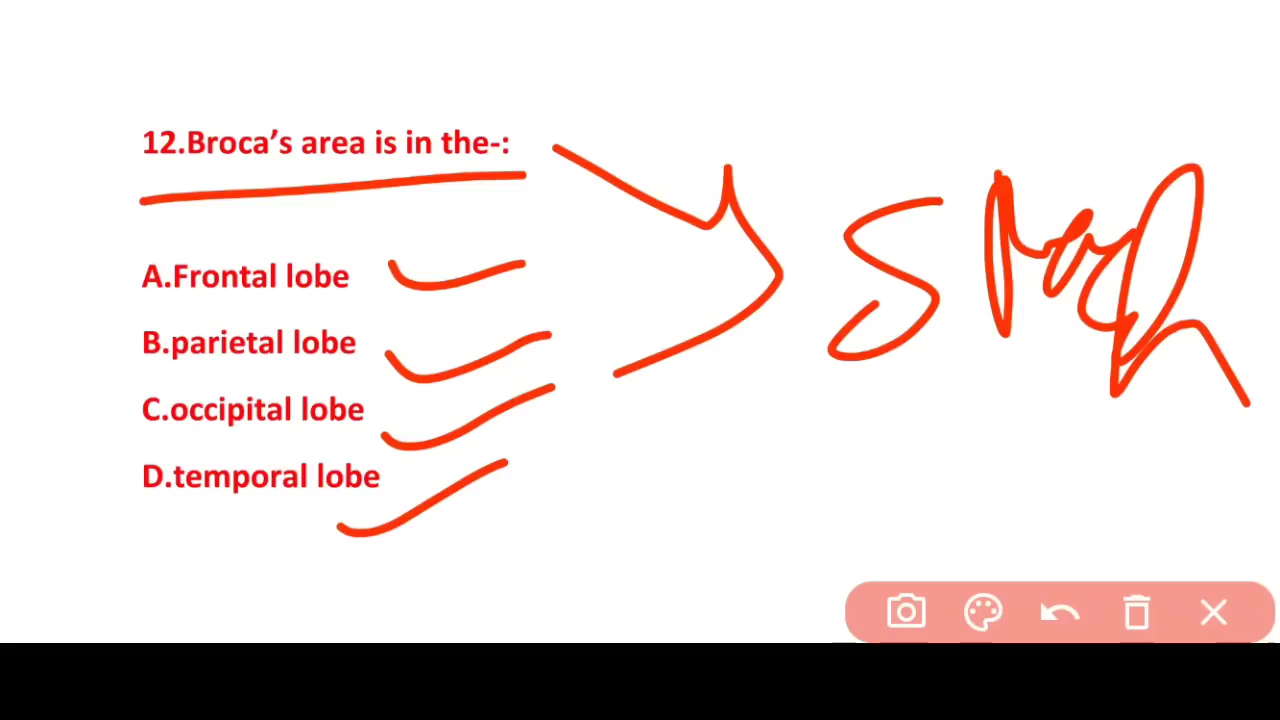 12.Broca’s area is in the-:
A.Frontal lobe
B.parietal lobe
C.occipital lobe
D.temporal lobe